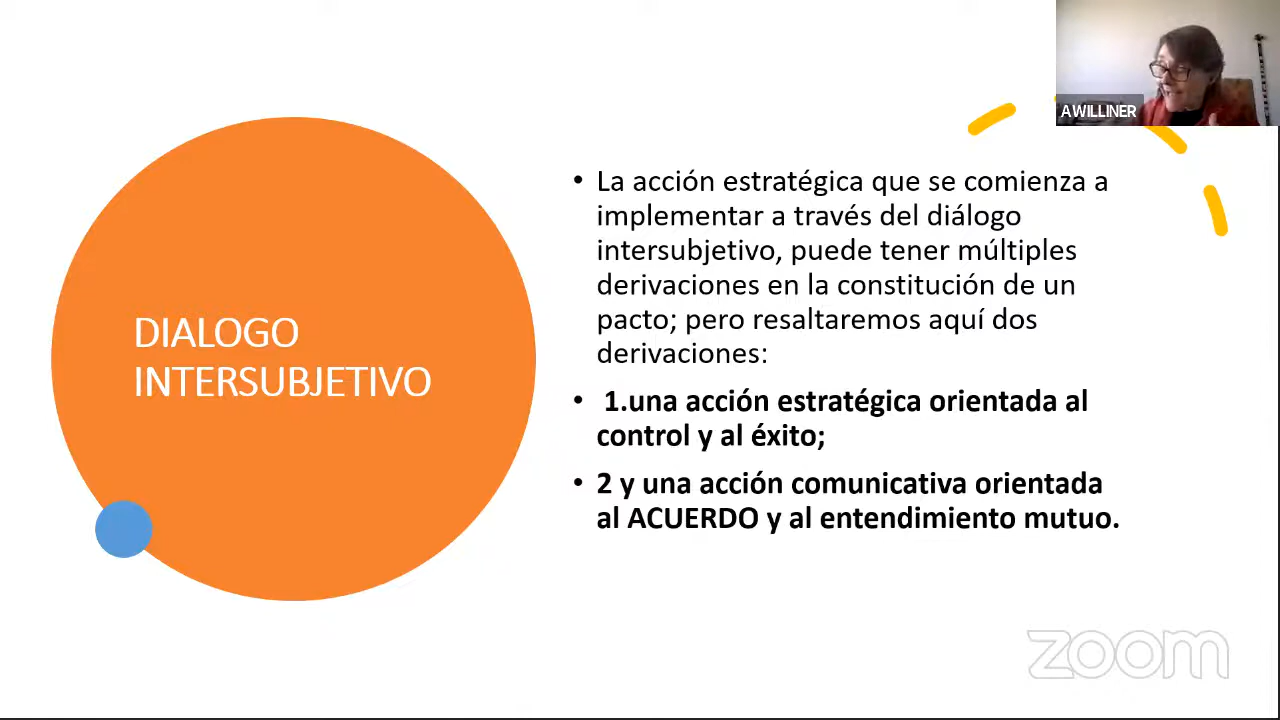 AWILLINER
DIALOGO
INTERSUBJETIVO
• La acción estratégica que se comienza a
implementar a través del diálogo
intersubjetivo, puede tener múltiples
derivaciones en la constitución de un
pacto; pero resaltaremos aquí dos
derivaciones:
• 1.una acción estratégica orientada al
control y al éxito;
• 2 y una acción comunicativa orientada
al ACUERDO y al entendimiento mutuo.
zoom